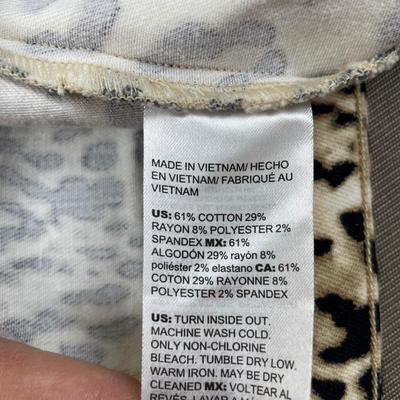 MADE IN VIETNAM/ HECHO
EN VIETNAM/ FABRIQUÉ AU
VIETNAM
US: 61% COTTON 29%
RAYON 8% POLYESTER 2%
SPANDEX MX: 61%
ALGODÓN 29% rayón 8%
poliéster 2% elastano CA: 61%
COTON 29% RAYONNE 8%
POLYESTER 2% SPANDEX
US: TURN INSIDE OUT.
MACHINE WASH COLD.
ONLY NON-CHLORINE
BLEACH. TUMBLE DRY LOW.
WARM IRON. MAY BE DRY
CLEANED MX: VOLTEAR AL
REVÉS. LAVAR A